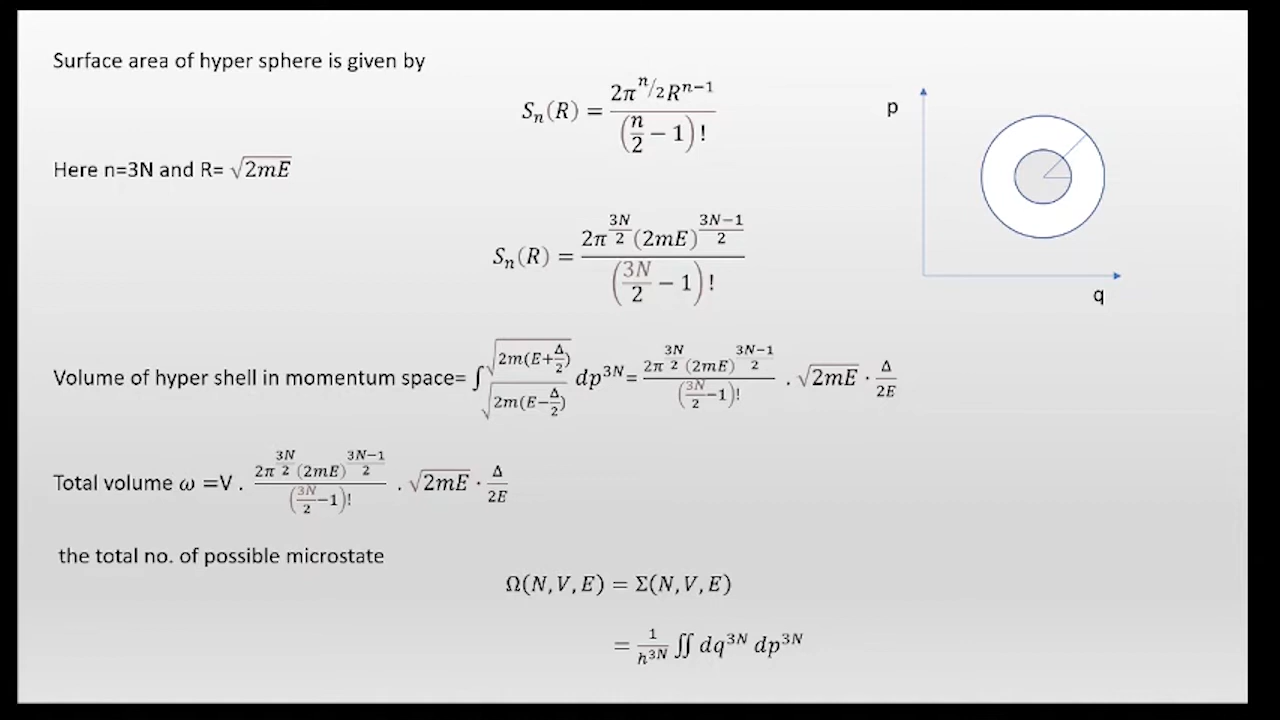 Surface area of hyper sphere is given by
Sₙ(R) = 2π^(n/2) R^(n−1) / (n/2 − 1)!
p
Here n=3N and R= √(2mE)
Sₙ(R) = 2π^(3N/2) (2mE)^((3N−1)/2) / (3N/2 − 1)!
q
Volume of hyper shell in momentum space= ∫_√(2m(E−Δ/2))^√(2m(E+Δ/2)) dp^3N = 2π^(3N/2) (2mE)^((3N−1)/2) / (3N/2 −1)! . √(2mE) · Δ/2E
Total volume ω =V . 2π^(3N/2) (2mE)^((3N−1)/2) / (3N/2 −1)! . √(2mE) · Δ/2E
the total no. of possible microstate
Ω(N, V, E) = Σ(N, V, E)
= 1/h^3N ∬ dq^3N dp^3N